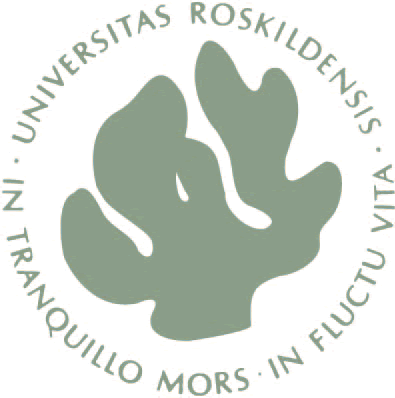 UNIVERSITAS ROSKILDENSIS · IN TRANQUILLO MORS · IN FLUCTU VITA ·